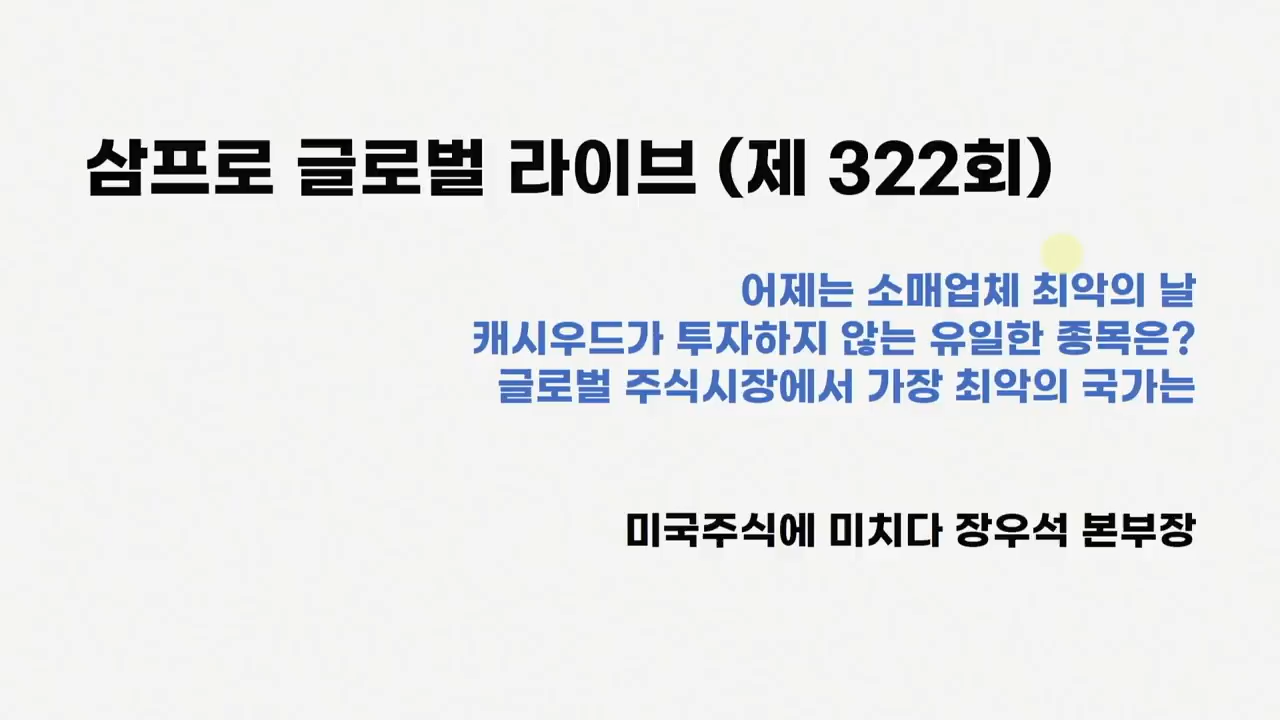 삼프로 글로벌 라이브 (제 322회)
어제는 소매업체 최악의 날
캐시우드가 투자하지 않는 유일한 종목은?
글로벌 주식시장에서 가장 최악의 국가는
미국주식에 미치다 장우석 본부장